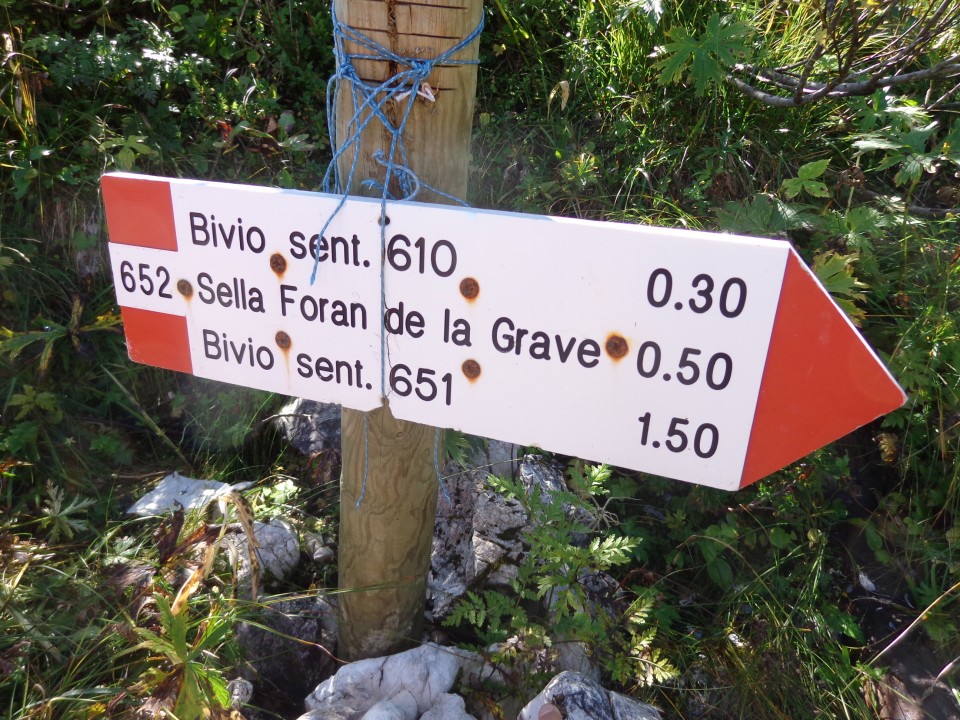 Bivio sent. 610 0.30
652 Sella Foran de la Grave 0.50
Bivio sent. 651 1.50